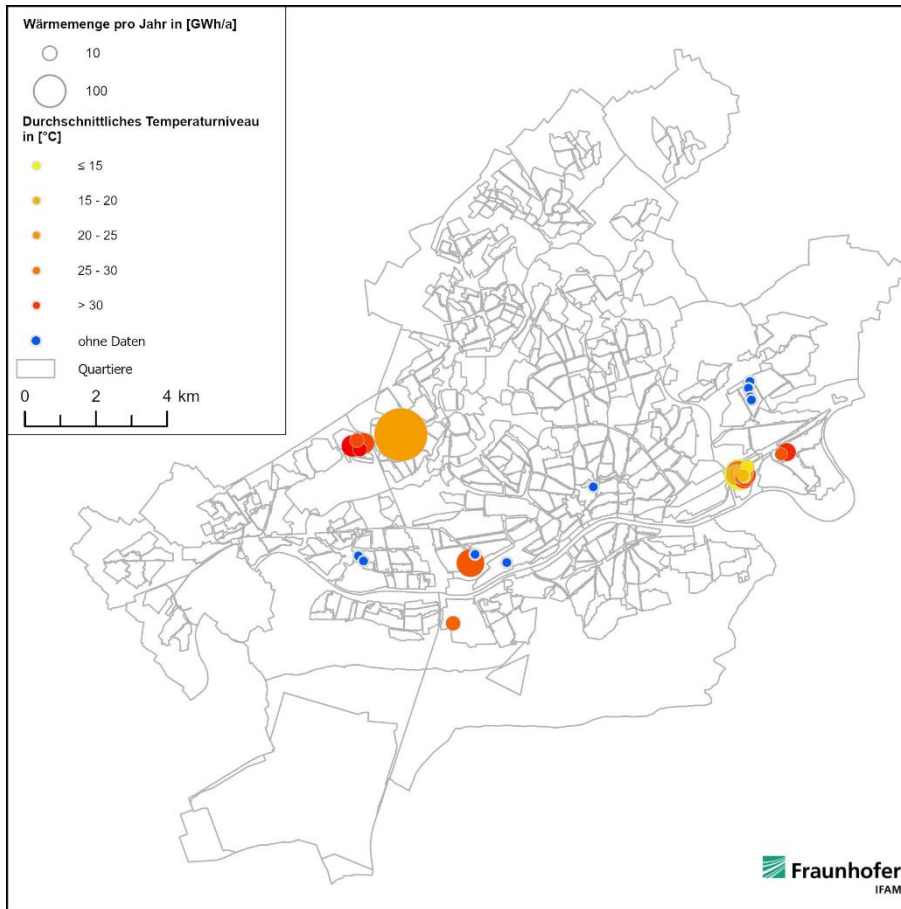 Wärmemenge pro Jahr in [GWh/a]
10
100
Durchschnittliches Temperaturniveau
in [°C]
≤ 15
15 - 20
20 - 25
25 - 30
> 30
ohne Daten
Quartiere
0 2 4 km
Fraunhofer
IFAM